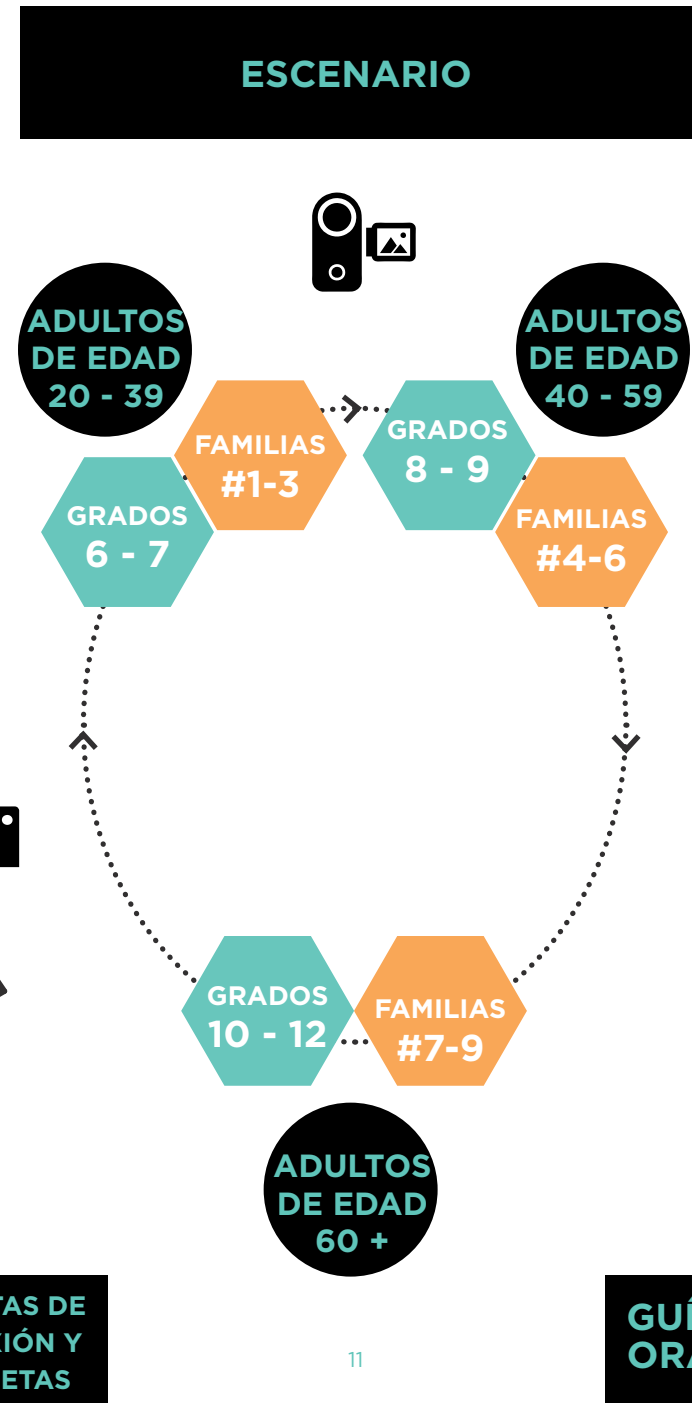 ESCENARIO
ADULTOS
DE EDAD
20 - 39
ADULTOS
DE EDAD
40 - 59
FAMILIAS
#1-3
GRADOS
8 - 9
GRADOS
6 - 7
FAMILIAS
#4-6
GRADOS
10 - 12
FAMILIAS
#7-9
ADULTOS
DE EDAD
60 +
DE
Y
11